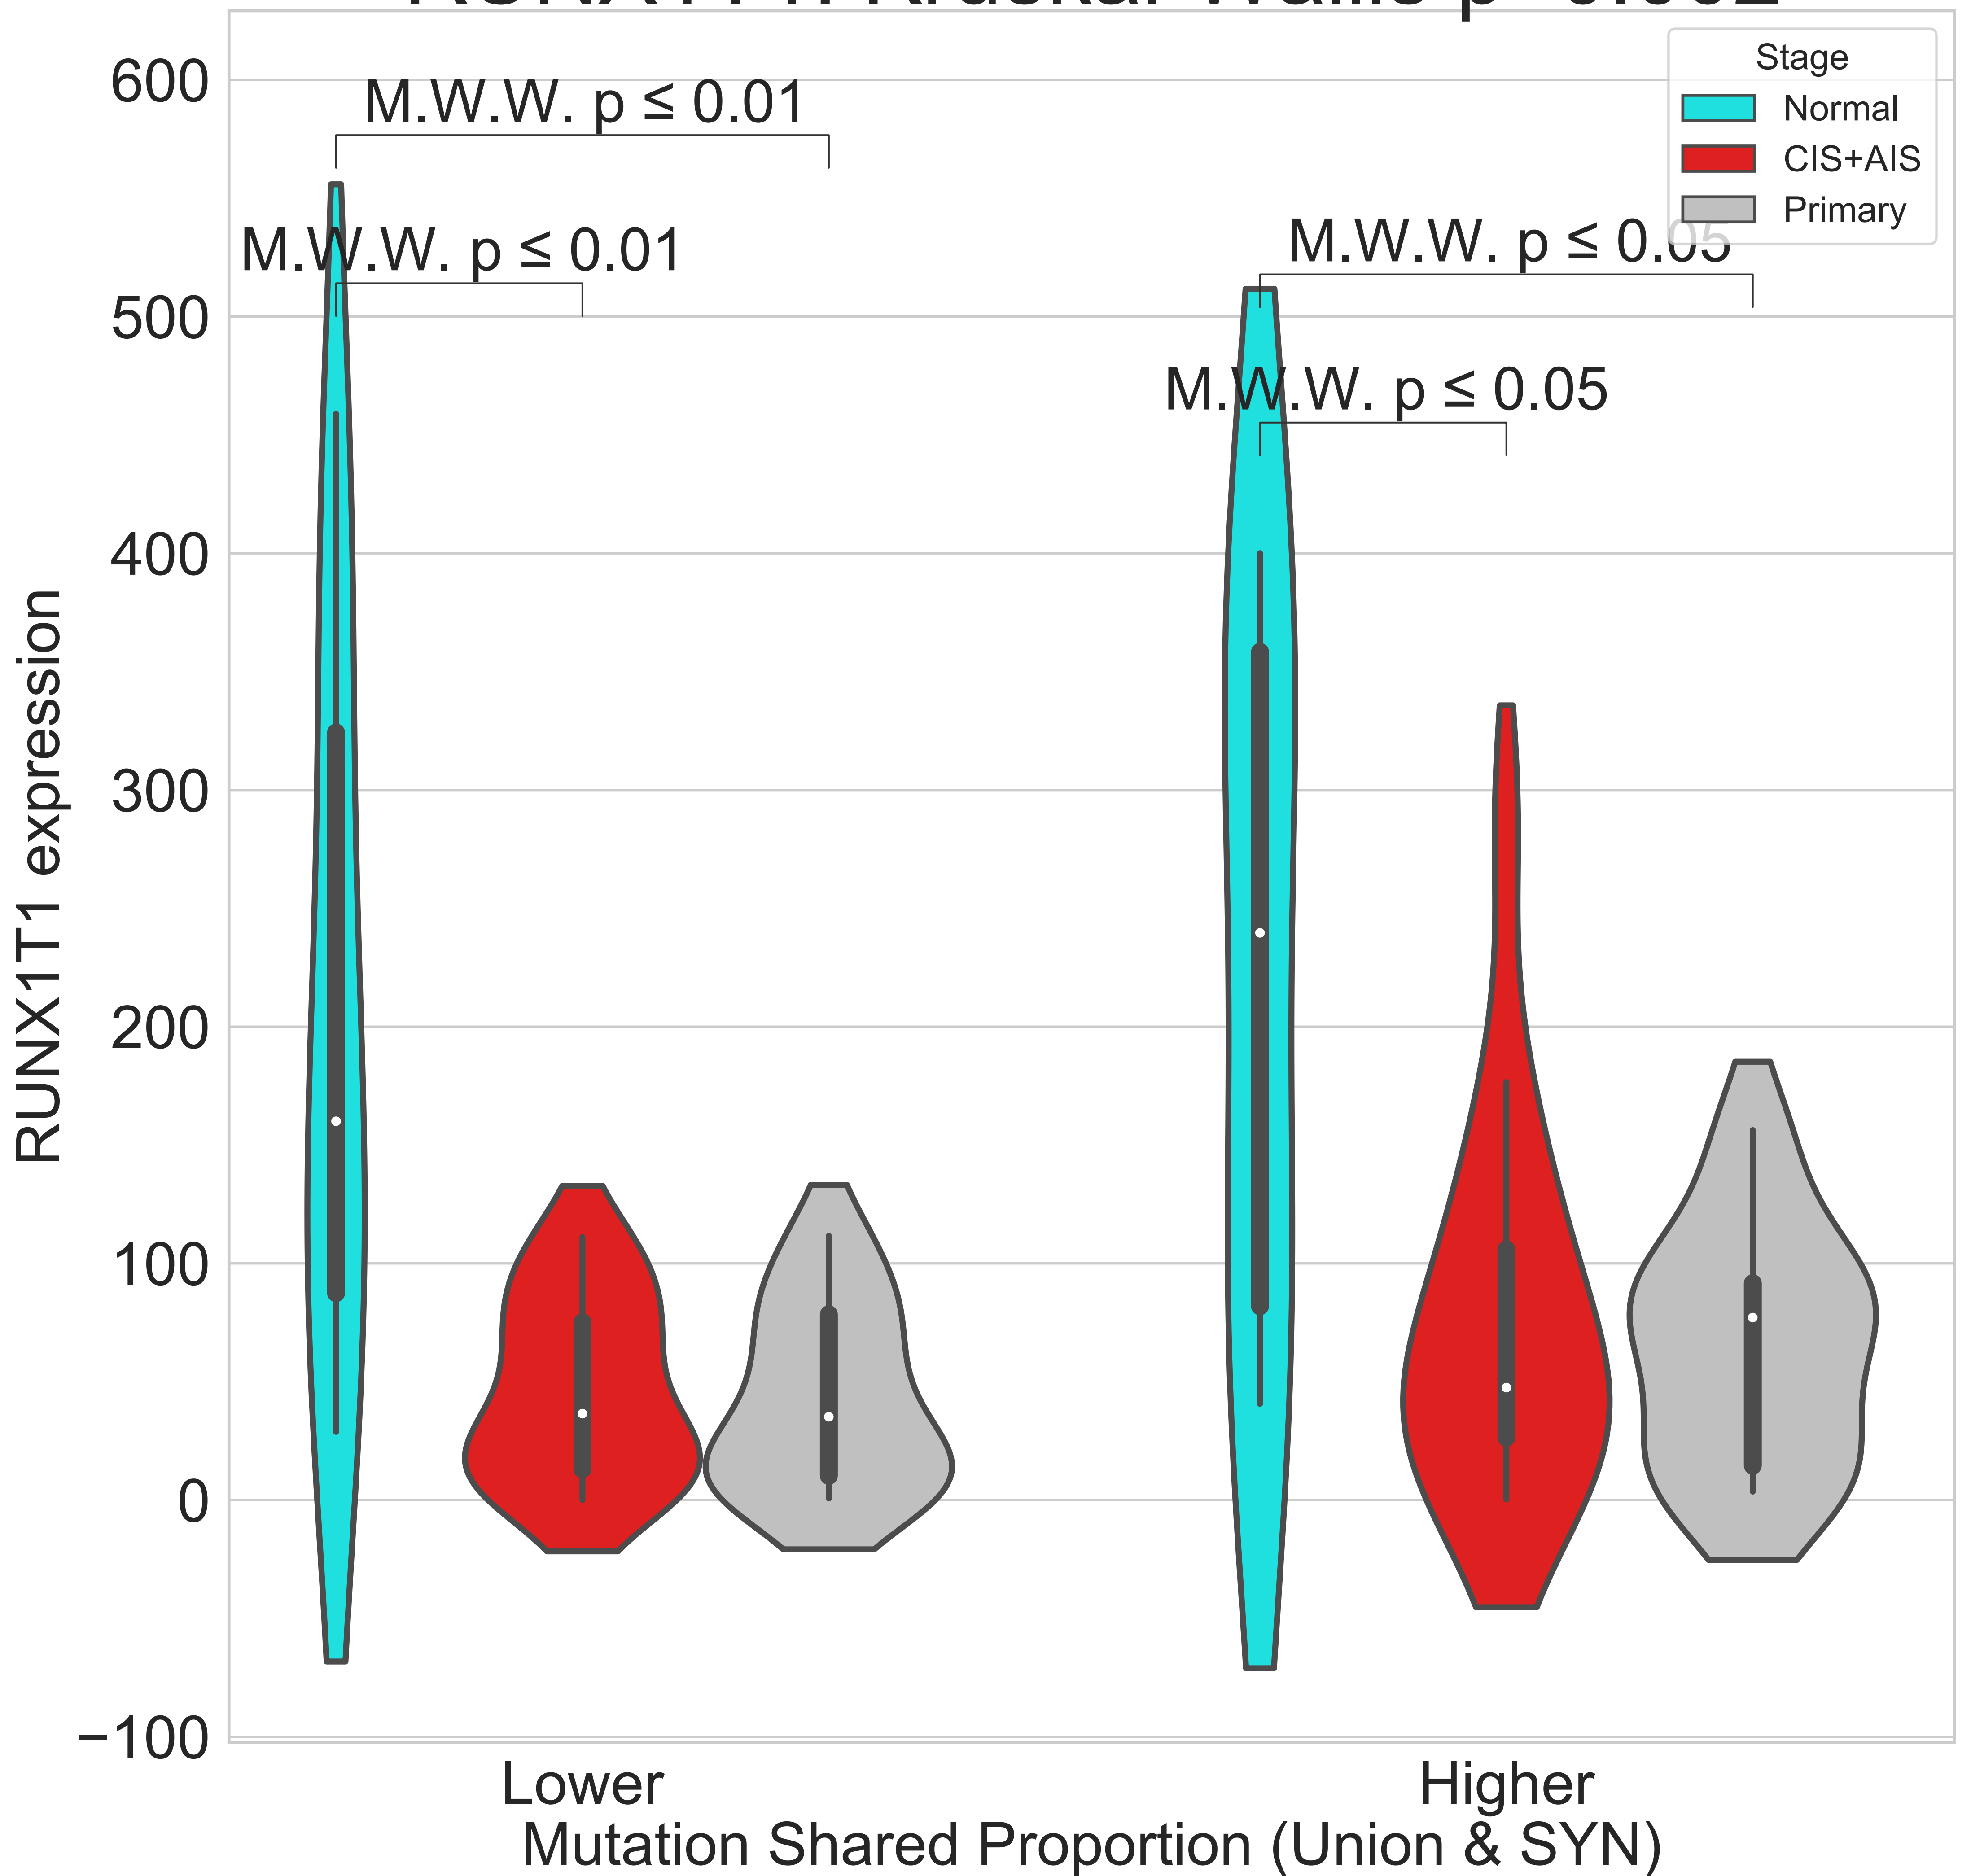 Stage
Normal
CIS+AIS
Primary
600
500
400
300
200
100
0
−100
RUNX1T1 expression
M.W.W. p ≤ 0.01
M.W.W. p ≤ 0.01
M.W.W. p ≤ 0.05
M.W.W. p ≤ 0.05
Lower
Higher
Mutation Shared Proportion (Union & SYN)